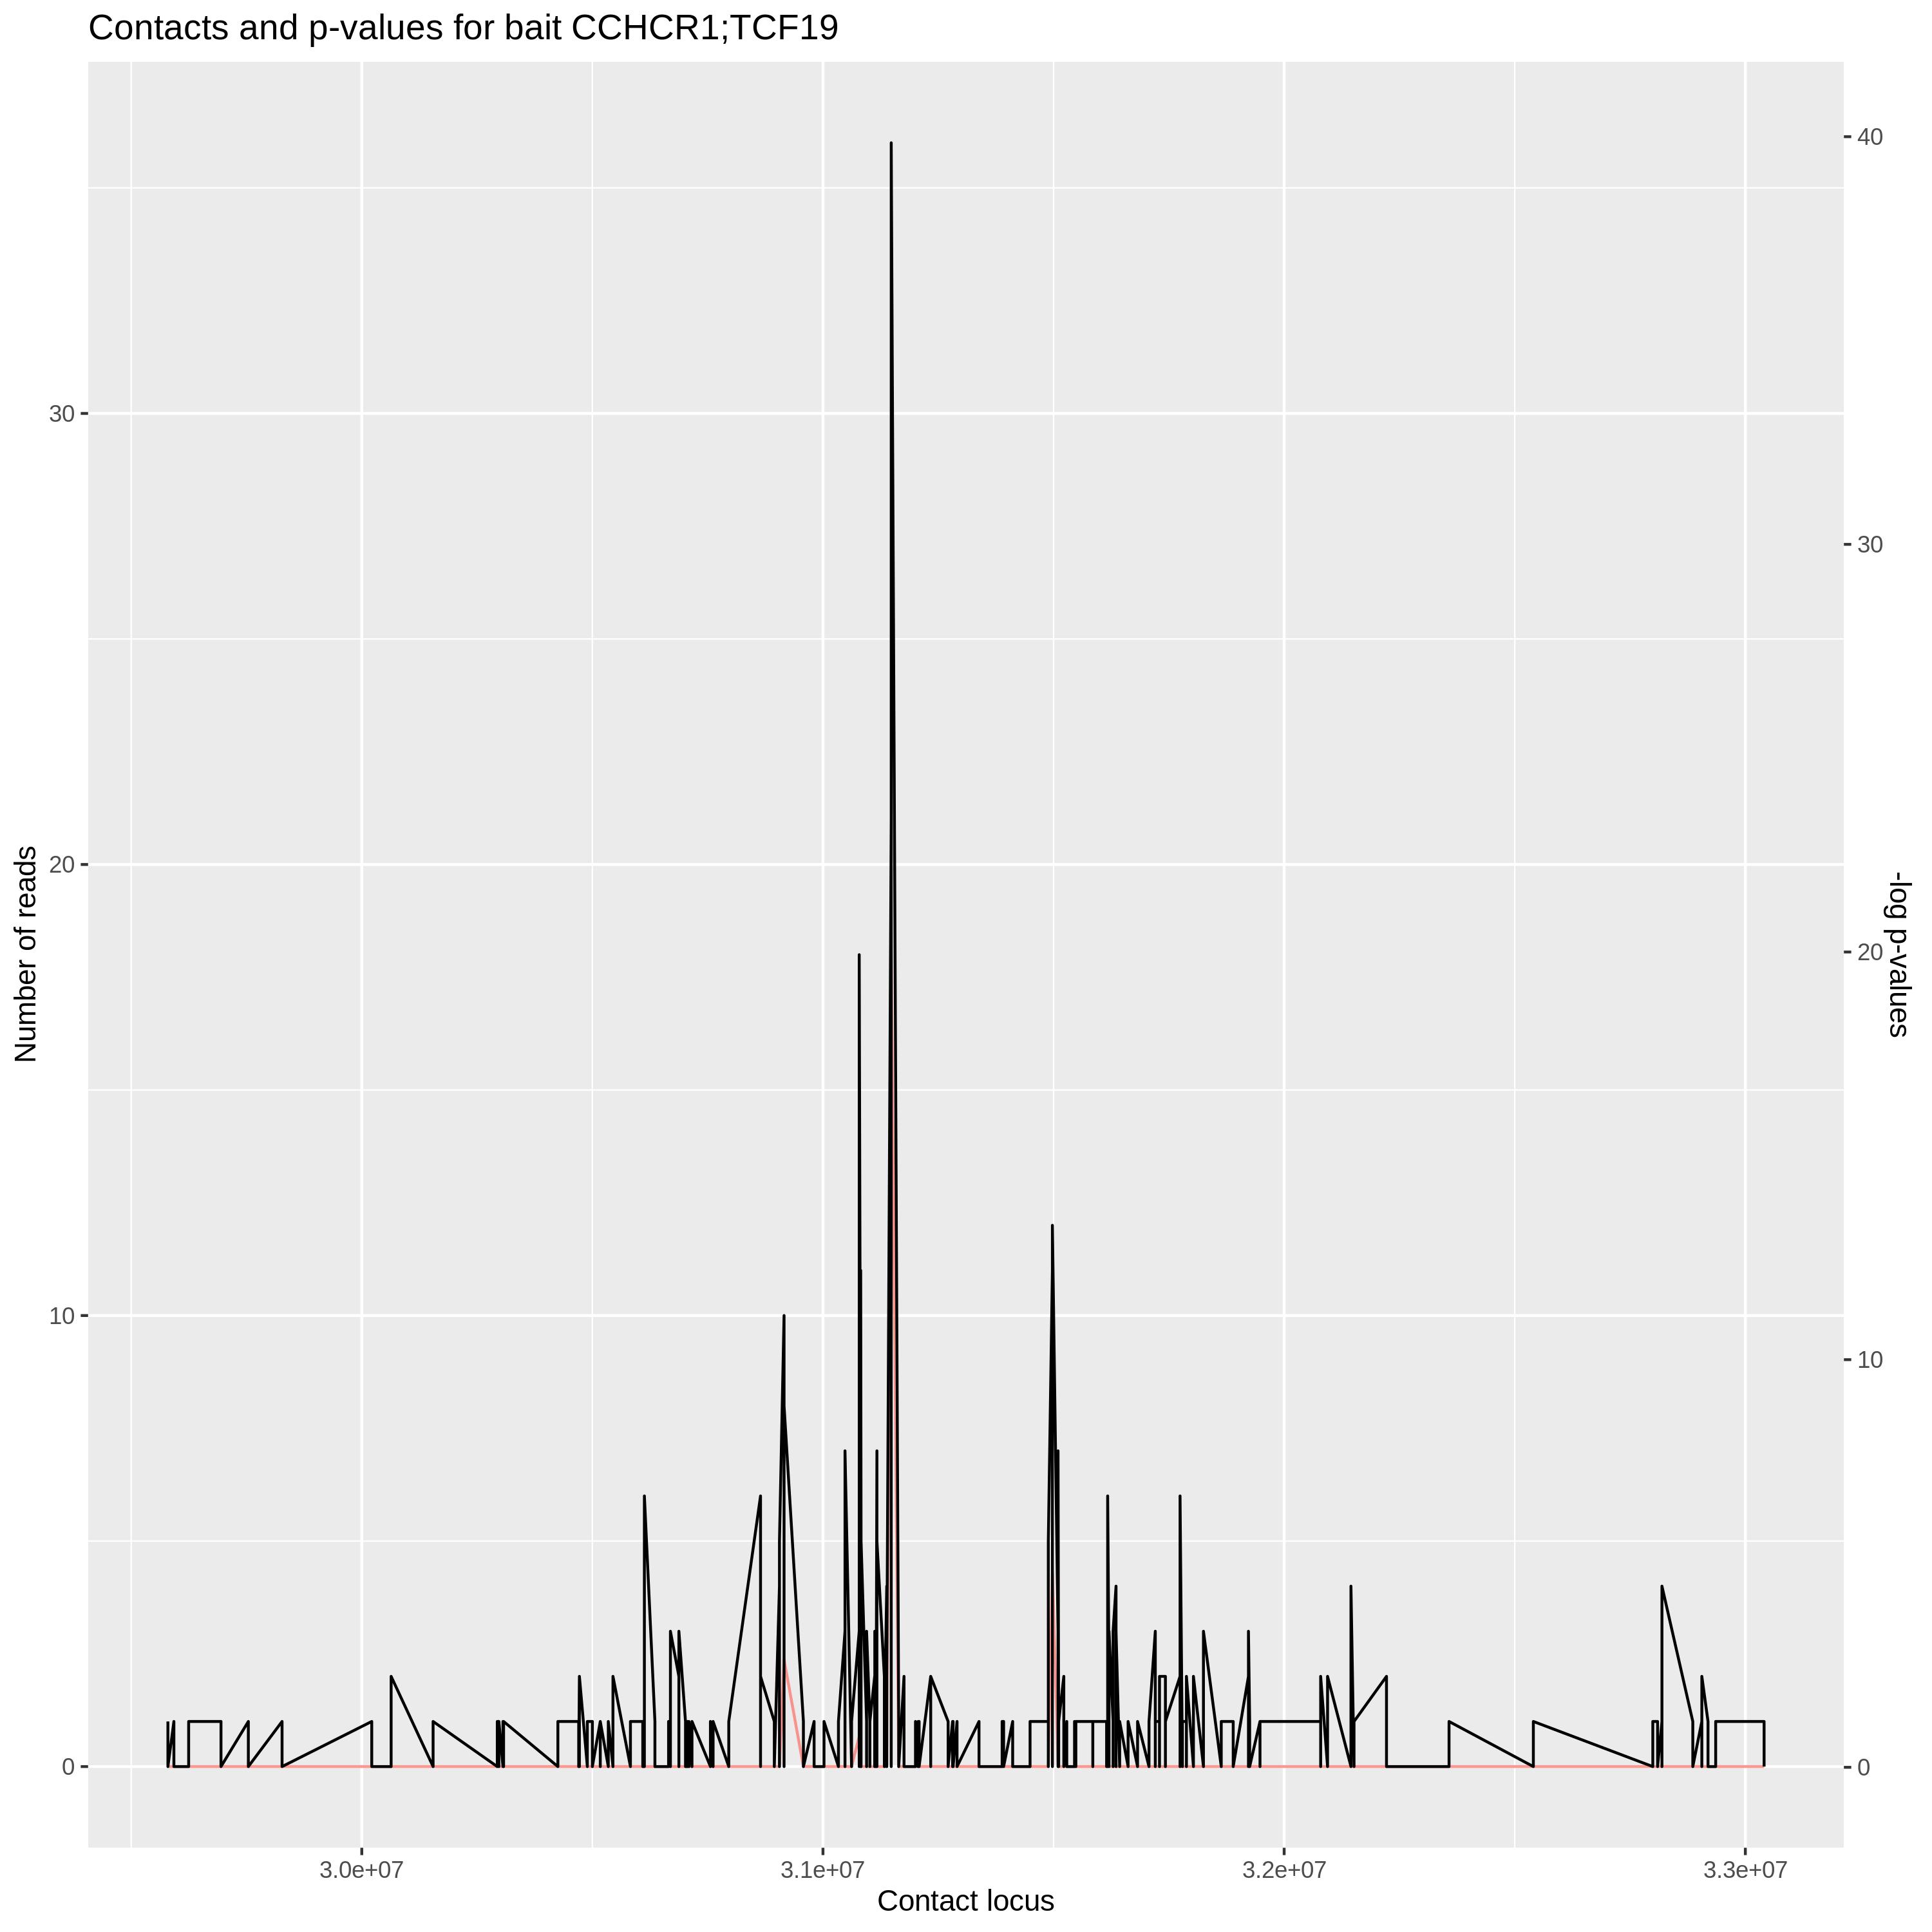 Contacts and p-values for bait CCHCR1;TCF19
Number of reads
30
20
10
0
40
30
20
10
0
-log p-values
3.0e+07
3.1e+07
3.2e+07
3.3e+07
Contact locus